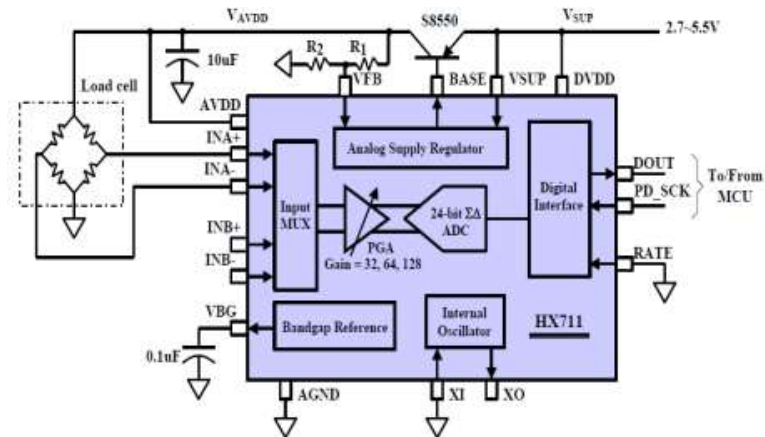 V_AVDD
S8550
V_SUP
2.7~5.5V
R2
R1
10uF
VFB
BASE
VSUP
DVDD
Load cell
AVDD
INA+
INA-
Analog Supply Regulator
Input
MUX
PGA
Gain = 32, 64, 128
24-bit ΣΔ
ADC
Digital
Interface
DOUT
PD_SCK
To/From
MCU
INB+
INB-
RATE
VBG
Bandgap Reference
Internal
Oscillator
HX711
0.1uF
AGND
XI
XO